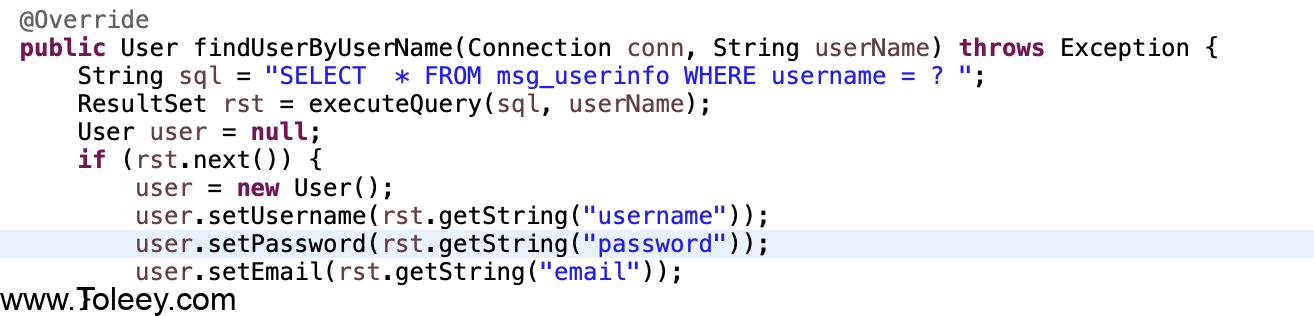 @Override
public User findUserByUserName(Connection conn, String userName) throws Exception {
    String sql = "SELECT  * FROM msg_userinfo WHERE username = ? ";
    ResultSet rst = executeQuery(sql, userName);
    User user = null;
    if (rst.next()) {
        user = new User();
        user.setUsername(rst.getString("username"));
        user.setPassword(rst.getString("password"));
        user.setEmail(rst.getString("email"));
www.Toleey.com